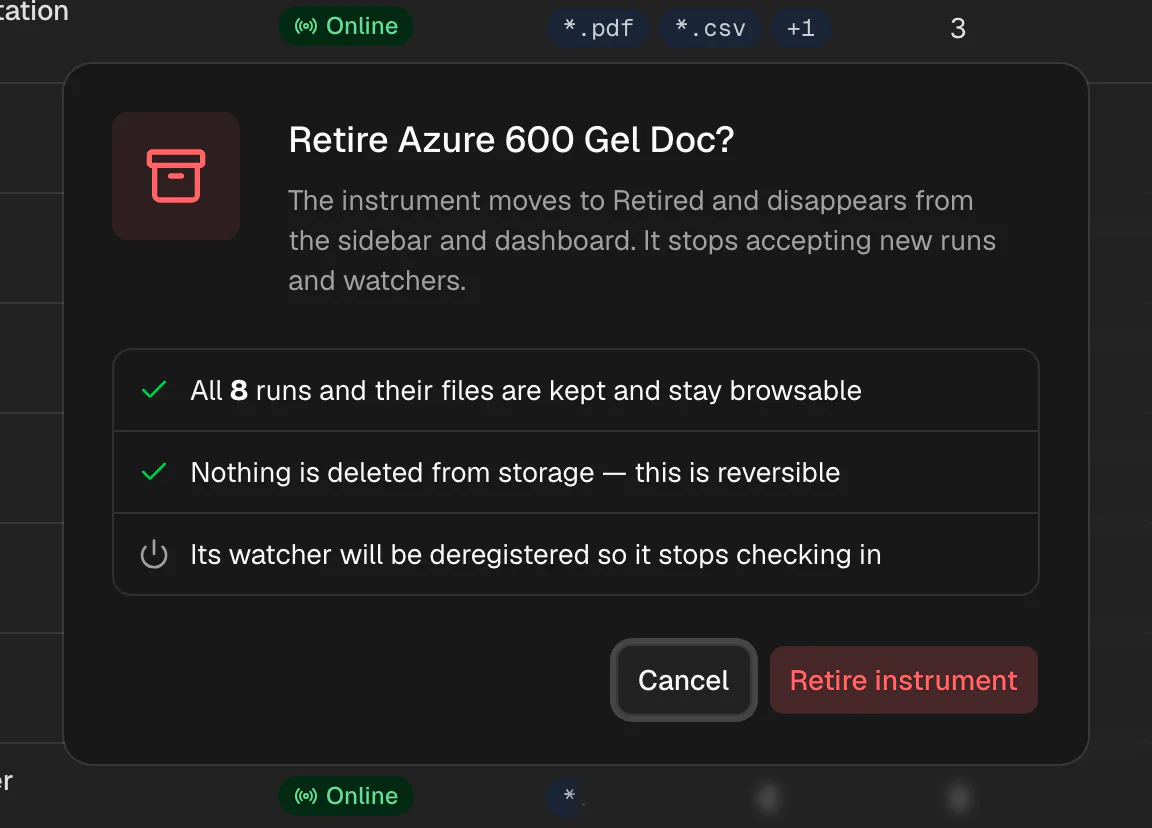 tation Online *.pdf *.csv +1 3
Retire Azure 600 Gel Doc?
The instrument moves to Retired and disappears from
the sidebar and dashboard. It stops accepting new runs
and watchers.
All 8 runs and their files are kept and stay browsable
Nothing is deleted from storage — this is reversible
Its watcher will be deregistered so it stops checking in
Cancel Retire instrument
er Online *.